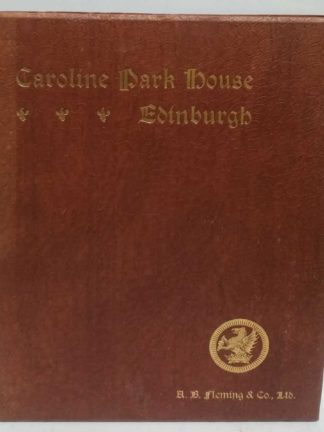 Caroline Park House
Edinburgh
A. B. Fleming & Co., Ltd.